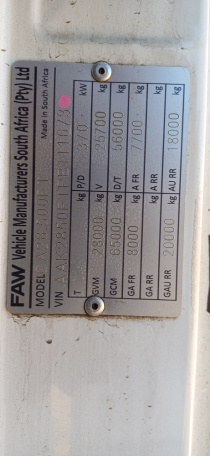 FAW Vehicle Manufacturers South Africa (Pty) Ltd
Made in South Africa
MODEL
VIN
T kg P/D 370 kW
GVM 28000 kg V 25700 kg
GCM 65000 kg D/T 56000 kg
GA FR 8000 kg A FR 7700 kg
GA RR kg A RR kg
GAU RR 20000 kg AU RR 18000 kg